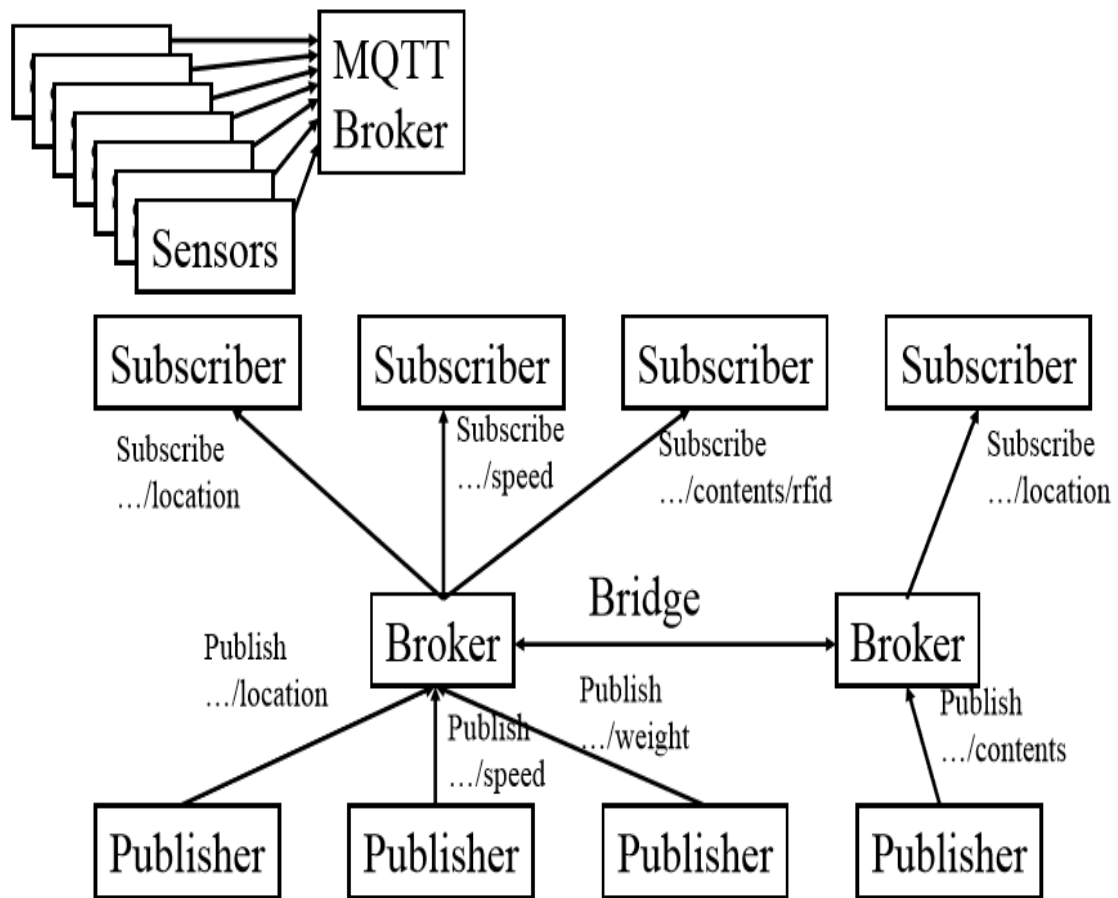 MQTT
Broker
Sensors
Subscriber
Subscriber
Subscriber
Subscriber
Subscribe
…/location
Subscribe
…/speed
Subscribe
…/contents/rfid
Subscribe
…/location
Bridge
Broker
Broker
Publish
…/location
Publish
…/speed
Publish
…/weight
Publish
…/contents
Publisher
Publisher
Publisher
Publisher